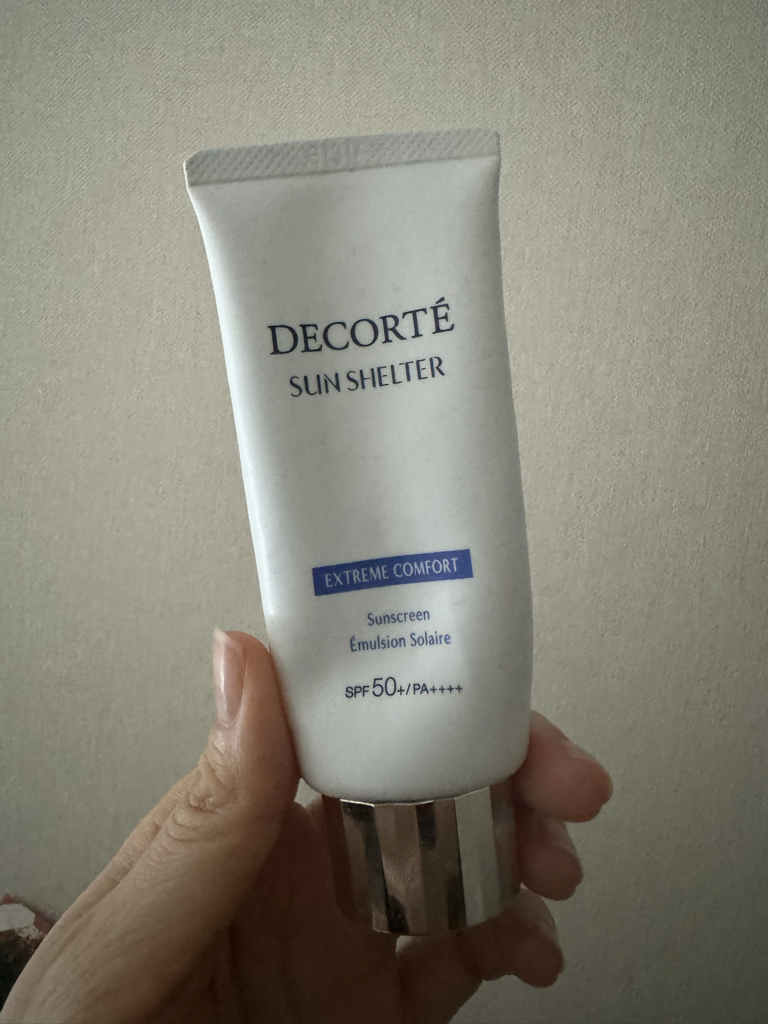 DECORTÉ
SUN SHELTER
EXTREME COMFORT
Sunscreen
Émulsion Solaire
SPF50+/PA++++